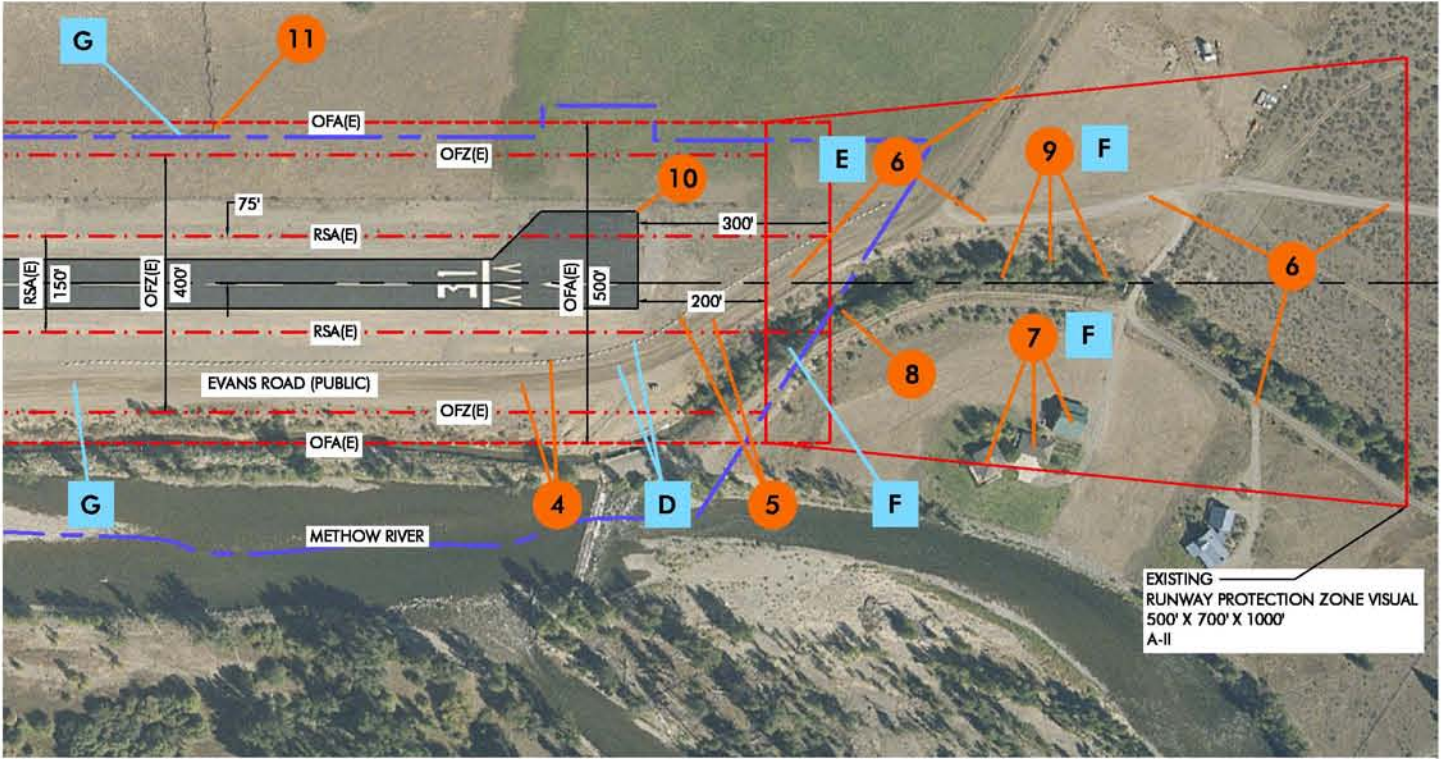 G
11
OFA(E)
OFZ(E)
E
6
9
F
10
75'
300'
RSA(E)
RSA(E)
150'
OFZ(E)
400'
31
OFA(E)
500'
200'
6
RSA(E)
7
F
8
EVANS ROAD (PUBLIC)
OFZ(E)
OFA(E)
G
4
D
5
F
METHOW RIVER
EXISTING
RUNWAY PROTECTION ZONE VISUAL
500' X 700' X 1000'
A-II